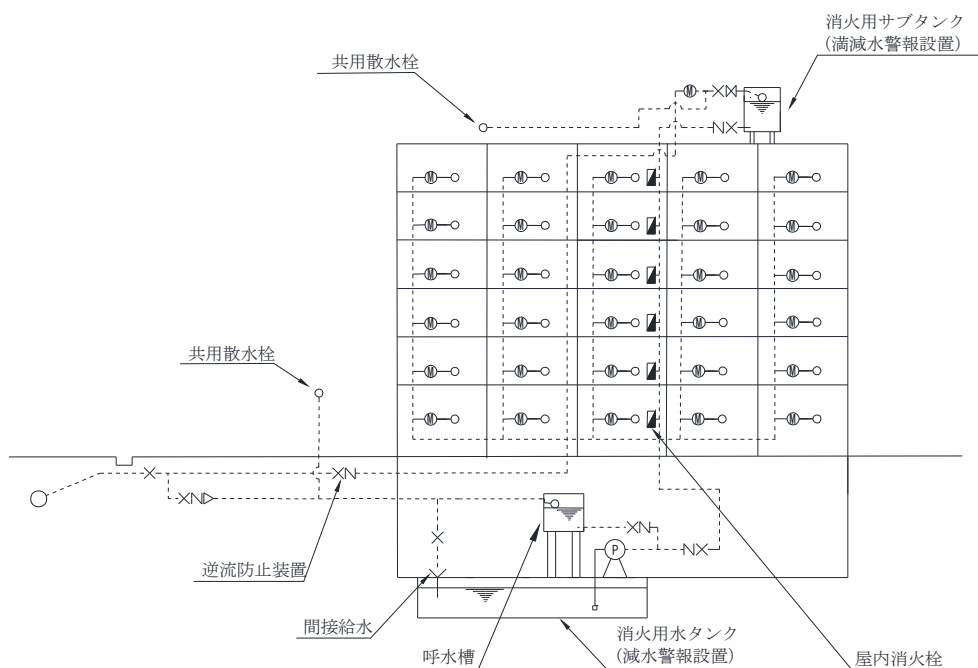 消火用サブタンク
(満減水警報設置)
共用散水栓
M
M M M M M
M M M M M
M M M M M
M M M M M
M M M M M
M M M M M
共用散水栓
P
逆流防止装置
間接給水
呼水槽
消火用水タンク
(減水警報設置)
屋内消火栓